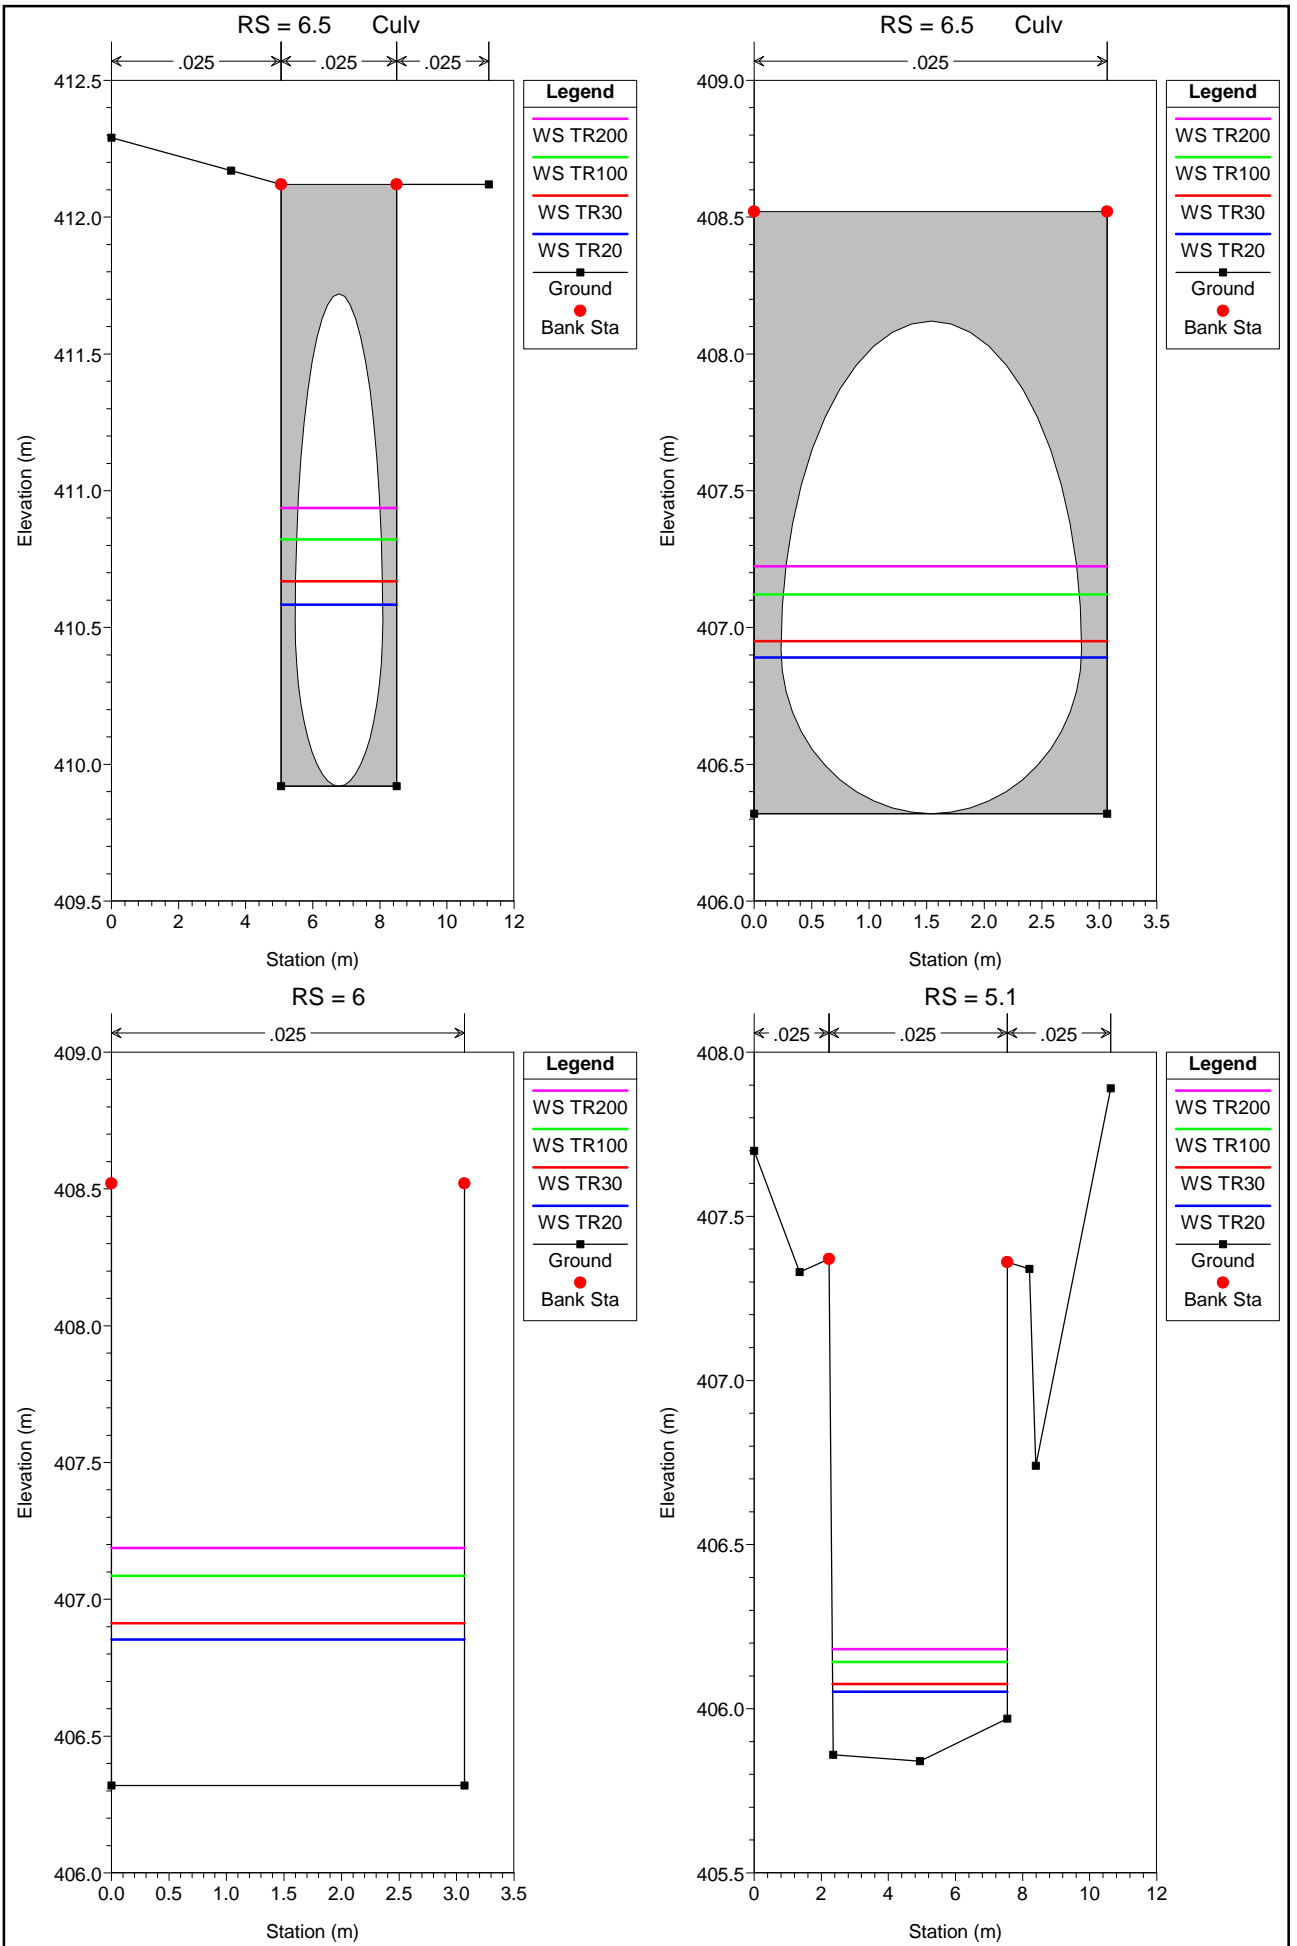 RS = 6.5 Culv
.025 .025 .025
412.5
412.0
411.5
411.0
410.5
410.0
409.5
0 2 4 6 8 10 12
Station (m)
Elevation (m)
Legend
WS TR200
WS TR100
WS TR30
WS TR20
Ground
Bank Sta
RS = 6.5 Culv
.025
409.0
408.5
408.0
407.5
407.0
406.5
406.0
0.0 0.5 1.0 1.5 2.0 2.5 3.0 3.5
Station (m)
Elevation (m)
Legend
WS TR200
WS TR100
WS TR30
WS TR20
Ground
Bank Sta
RS = 6
.025
409.0
408.5
408.0
407.5
407.0
406.5
406.0
0.0 0.5 1.0 1.5 2.0 2.5 3.0 3.5
Station (m)
Elevation (m)
Legend
WS TR200
WS TR100
WS TR30
WS TR20
Ground
Bank Sta
RS = 5.1
.025 .025 .025
408.0
407.5
407.0
406.5
406.0
405.5
0 2 4 6 8 10 12
Station (m)
Elevation (m)
Legend
WS TR200
WS TR100
WS TR30
WS TR20
Ground
Bank Sta